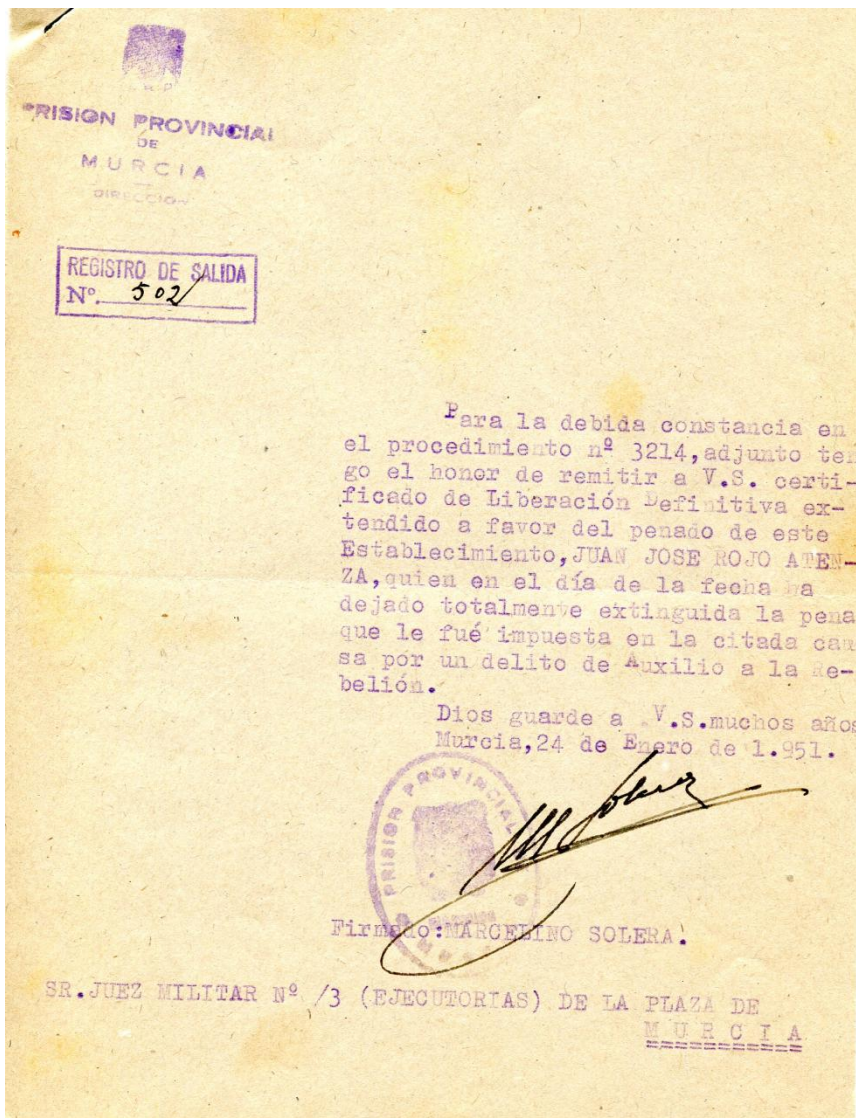 PRISION PROVINCIAL
DE
MURCIA
DIRECCION
REGISTRO DE SALIDA
Nº. 502
Para la debida constancia en
el procedimiento nº 3214,adjunto ten
go el honor de remitir a V.S. certi-
ficado de Liberación Definitiva ex-
tendido a favor del penado de este
Establecimiento,JUAN JOSE ROJO ATEN-
ZA,quien en el día de la fecha ha
dejado totalmente extinguida la pena
que le fué impuesta en la citada cau
sa por un delito de Auxilio a la Re-
belión.
Dios guarde a V.S.muchos años
Murcia,24 de Enero de 1.951.
PRISION PROVINCIAL
M Solera
Firmado:MARCELINO SOLERA.
SR.JUEZ MILITAR Nº /3 (EJECUTORIAS) DE LA PLAZA DE
M U R C I A